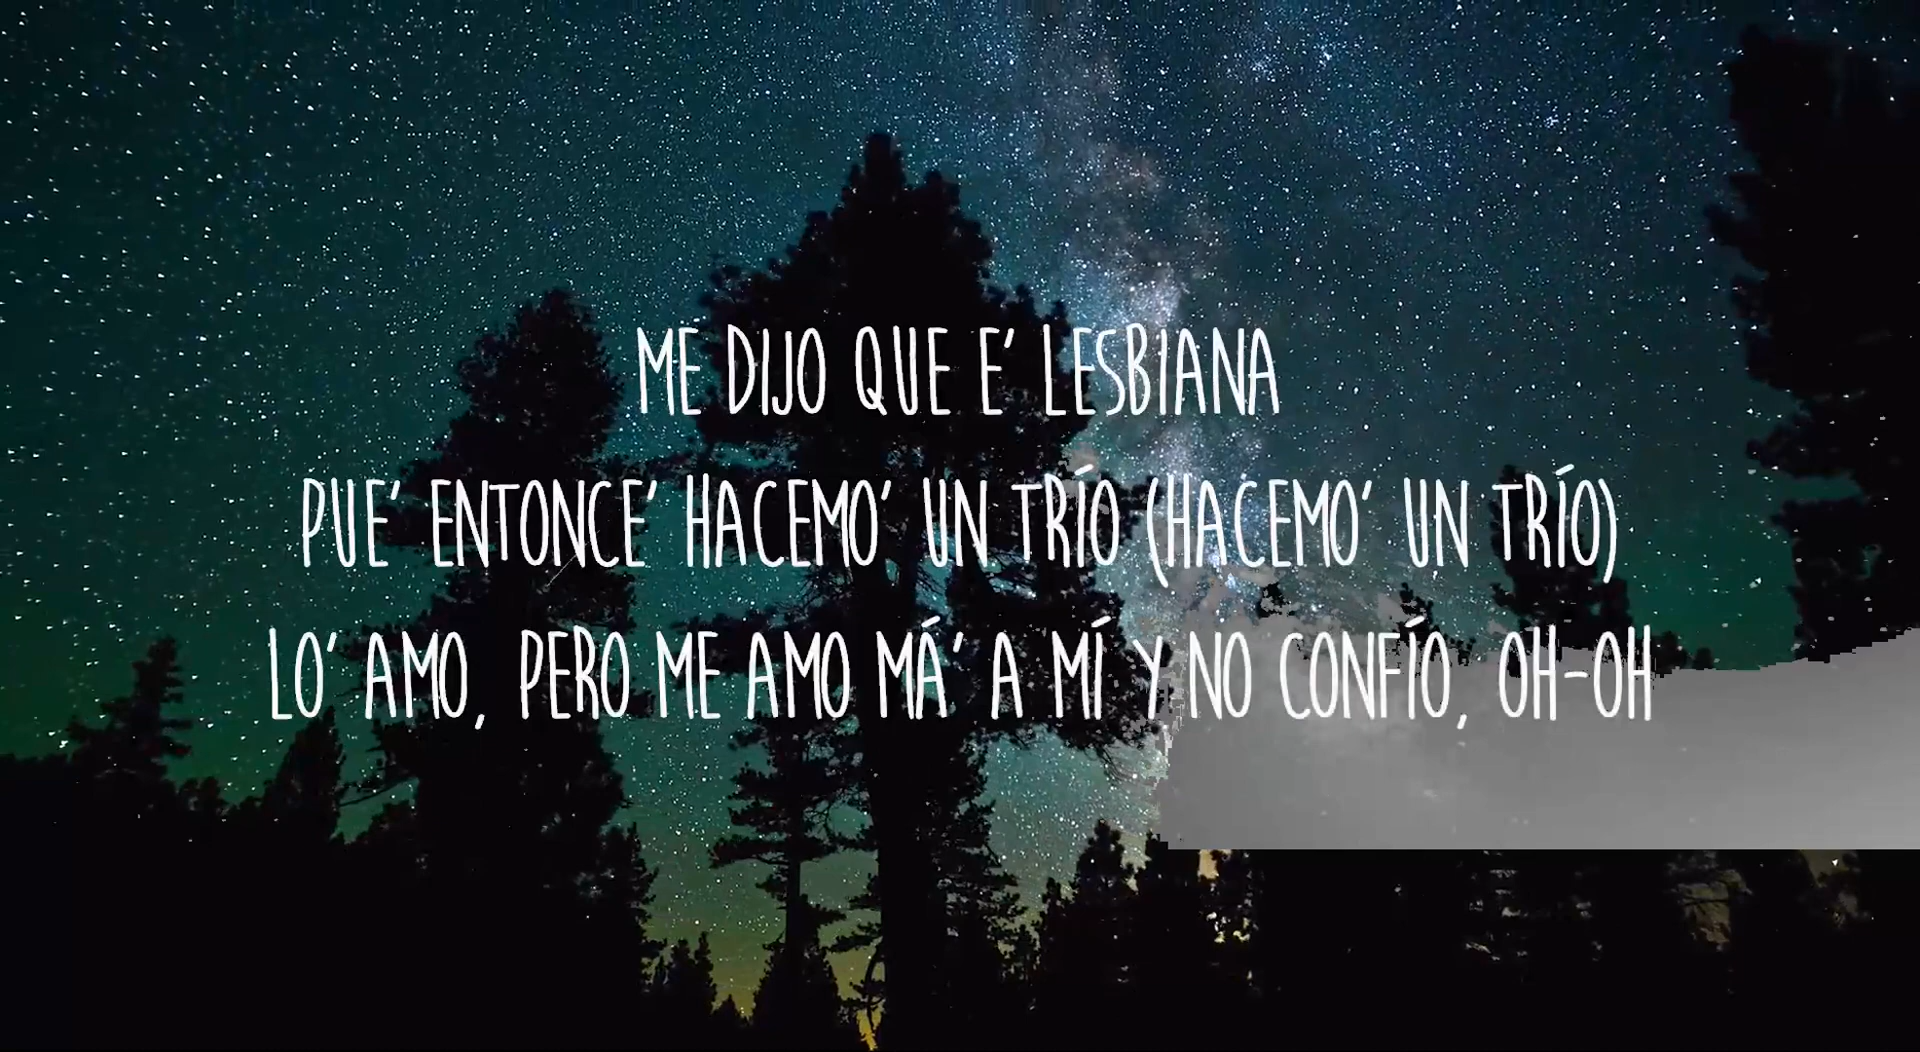 ME DIJO QUE E' LESBIANA
PUE' ENTONCE' HACEMO' UN TRÍO (HACEMO' UN TRÍO)
LO' AMO, PERO ME AMO MÁ' A MÍ Y NO CONFÍO, OH-OH